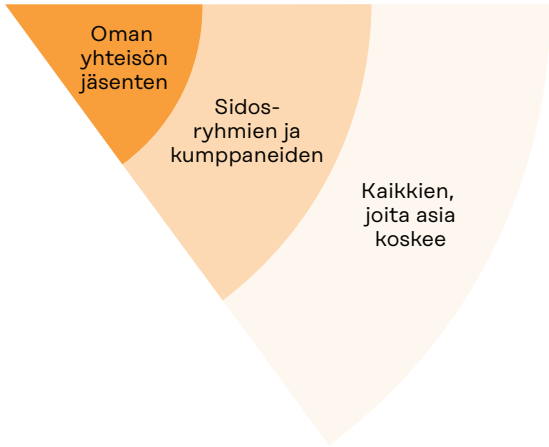 Oman
yhteisön
jäsenten
Sidos-
ryhmien ja
kumppaneiden
Kaikkien,
joita asia
koskee